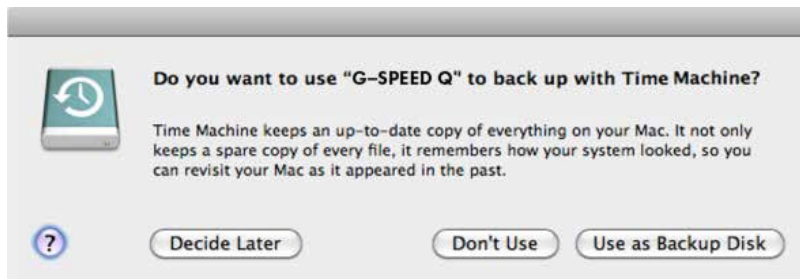 Do you want to use “G–SPEED Q" to back up with Time Machine?
Time Machine keeps an up-to-date copy of everything on your Mac. It not only
keeps a spare copy of every file, it remembers how your system looked, so you
can revisit your Mac as it appeared in the past.
? Decide Later Don't Use Use as Backup Disk